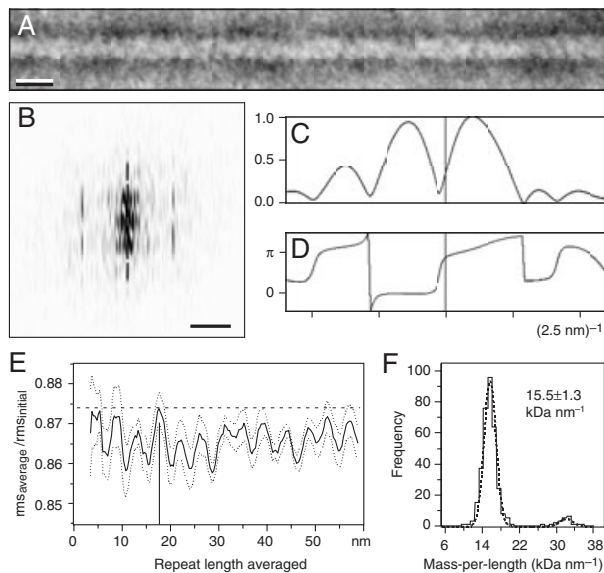 A
B
C
1.0
0.5
0.0
D
π
0
(2.5 nm)⁻¹
E
0.88
0.87
0.86
0.85
rms_average /rms_initial
0 10 20 30 40 50 nm
Repeat length averaged
F
100
80
60
40
20
0
Frequency
15.5±1.3
kDa nm⁻¹
6 14 22 30 38
Mass-per-length (kDa nm⁻¹)